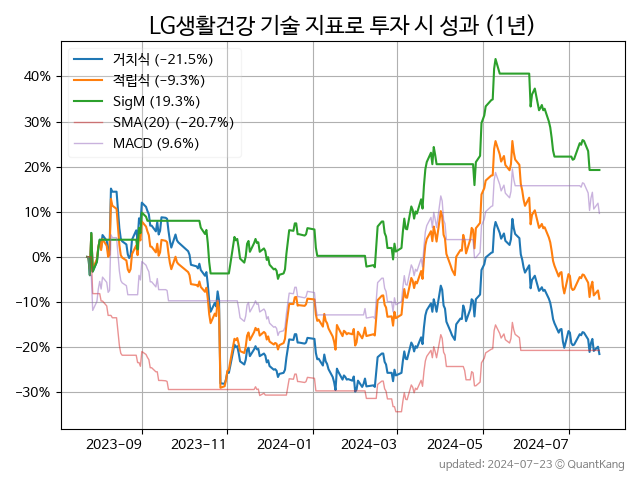 LG생활건강 기술 지표로 투자 시 성과 (1년)
거치식 (−21.5%)
적립식 (−9.3%)
SigM (19.3%)
SMA(20) (−20.7%)
MACD (9.6%)
40%
30%
20%
10%
0%
−10%
−20%
−30%
2023−09 2023−11 2024−01 2024−03 2024−05 2024−07
updated: 2024−07−23 © QuantKang